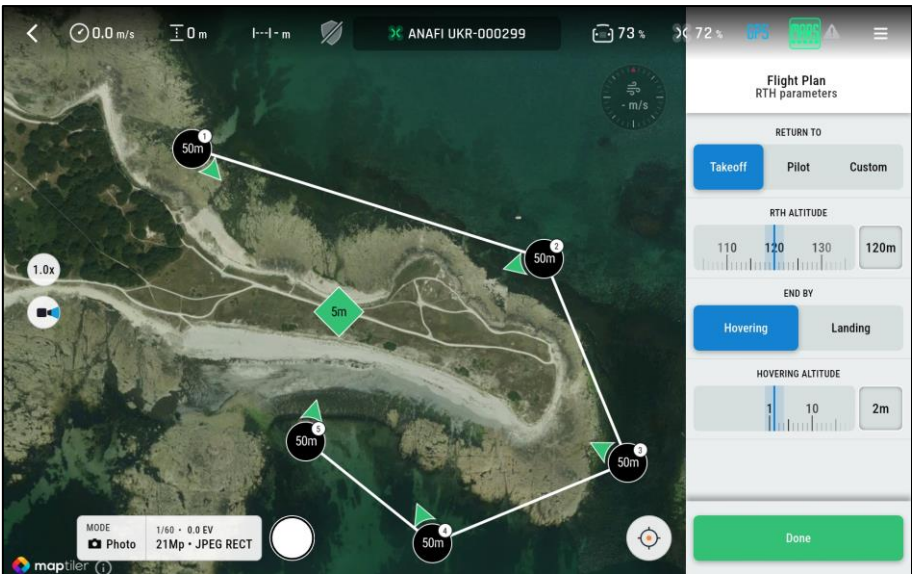 0.0 m/s
0 m
- m
ANAFI UKR-000299
73 %
72 %
GPS
- m/s
1
50m
2
50m
1.0x
5m
5
50m
3
50m
4
50m
MODE
Photo
1/60 • 0.0 EV
21Mp • JPEG RECT
maptiler
Flight Plan
RTH parameters
RETURN TO
Takeoff Pilot Custom
RTH ALTITUDE
110 120 130 120m
END BY
Hovering Landing
HOVERING ALTITUDE
1 10 2m
Done